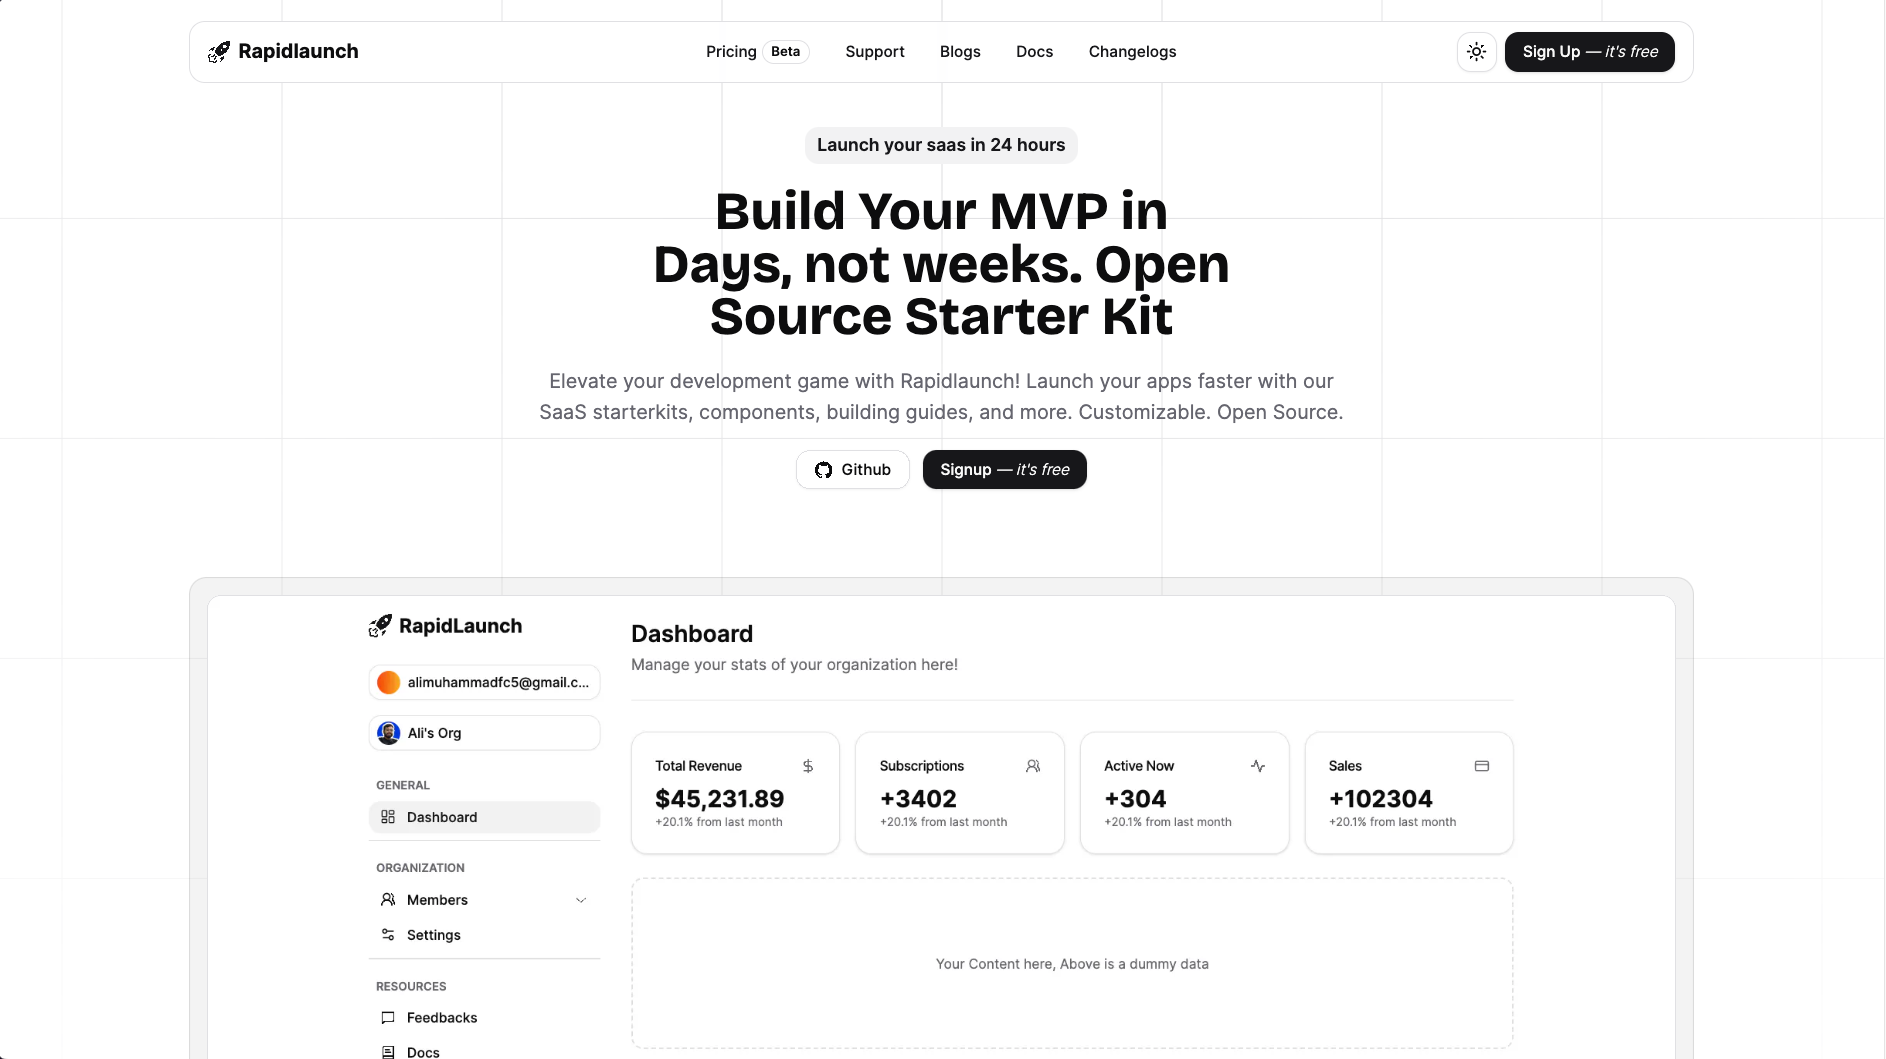 Rapidlaunch
Pricing Beta
Support
Blogs
Docs
Changelogs
Sign Up — it's free
Launch your saas in 24 hours
Build Your MVP in
Days, not weeks. Open
Source Starter Kit
Elevate your development game with Rapidlaunch! Launch your apps faster with our
SaaS starterkits, components, building guides, and more. Customizable. Open Source.
Github
Signup — it's free
RapidLaunch
alimuhammadfc5@gmail.c...
Ali's Org
GENERAL
Dashboard
ORGANIZATION
Members
Settings
RESOURCES
Feedbacks
Docs
Dashboard
Manage your stats of your organization here!
Total Revenue
$45,231.89
+20.1% from last month
Subscriptions
+3402
+20.1% from last month
Active Now
+304
+20.1% from last month
Sales
+102304
+20.1% from last month
Your Content here, Above is a dummy data